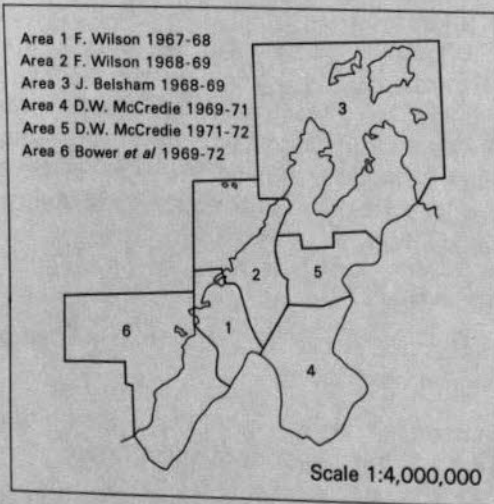 Area 1 F. Wilson 1967-68
Area 2 F. Wilson 1968-69
Area 3 J. Belsham 1968-69
Area 4 D.W. McCredie 1969-71
Area 5 D.W. McCredie 1971-72
Area 6 Bower et al 1969-72
3
2
5
6
1
4
Scale 1:4,000,000